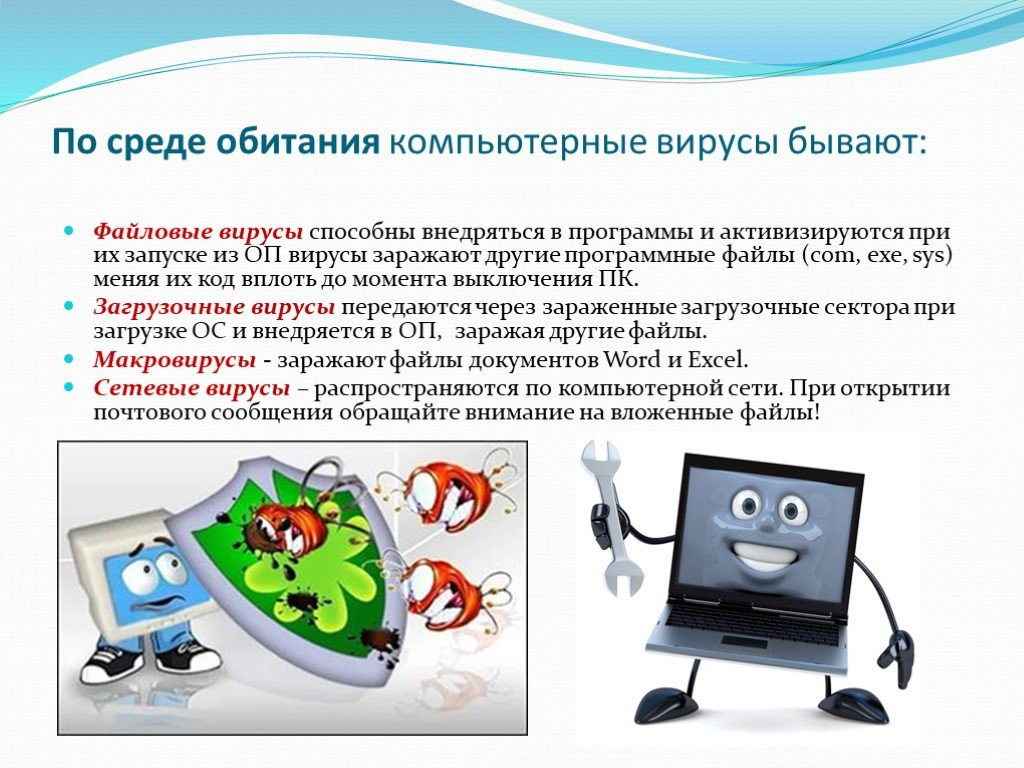 По среде обитания компьютерные вирусы бывают:
Файловые вирусы способны внедряться в программы и активизируются при
их запуске из ОП вирусы заражают другие программные файлы (com, exe, sys)
меняя их код вплоть до момента выключения ПК.
Загрузочные вирусы передаются через зараженные загрузочные сектора при
загрузке ОС и внедряется в ОП, заражая другие файлы.
Макровирусы - заражают файлы документов Word и Excel.
Сетевые вирусы – распространяются по компьютерной сети. При открытии
почтового сообщения обращайте внимание на вложенные файлы!